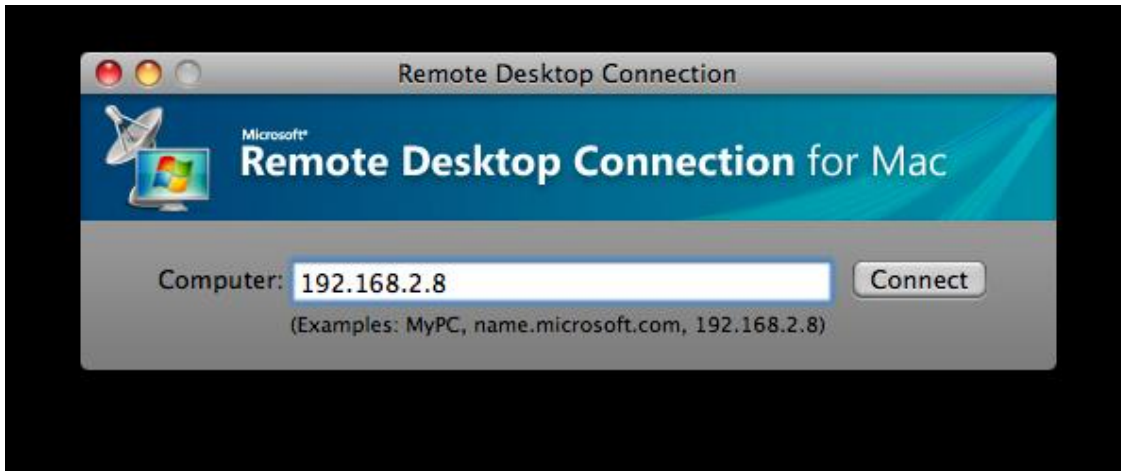 Remote Desktop Connection
Microsoft®
Remote Desktop Connection for Mac
Computer: 192.168.2.8 Connect
(Examples: MyPC, name.microsoft.com, 192.168.2.8)